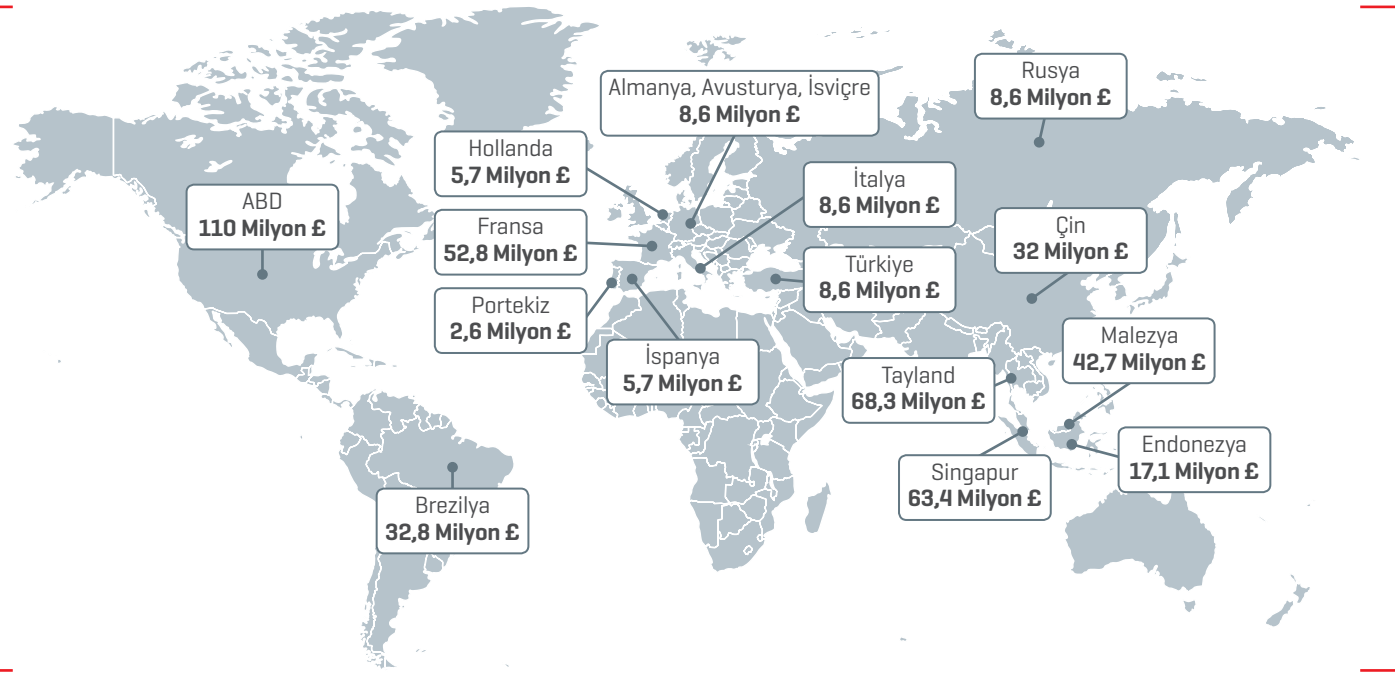 Rusya
8,6 Milyon £
Almanya, Avusturya, İsviçre
8,6 Milyon £
Hollanda
5,7 Milyon £
İtalya
8,6 Milyon £
ABD
110 Milyon £
Fransa
52,8 Milyon £
Çin
32 Milyon £
Türkiye
8,6 Milyon £
Portekiz
2,6 Milyon £
Malezya
42,7 Milyon £
İspanya
5,7 Milyon £
Tayland
68,3 Milyon £
Endonezya
17,1 Milyon £
Singapur
63,4 Milyon £
Brezilya
32,8 Milyon £